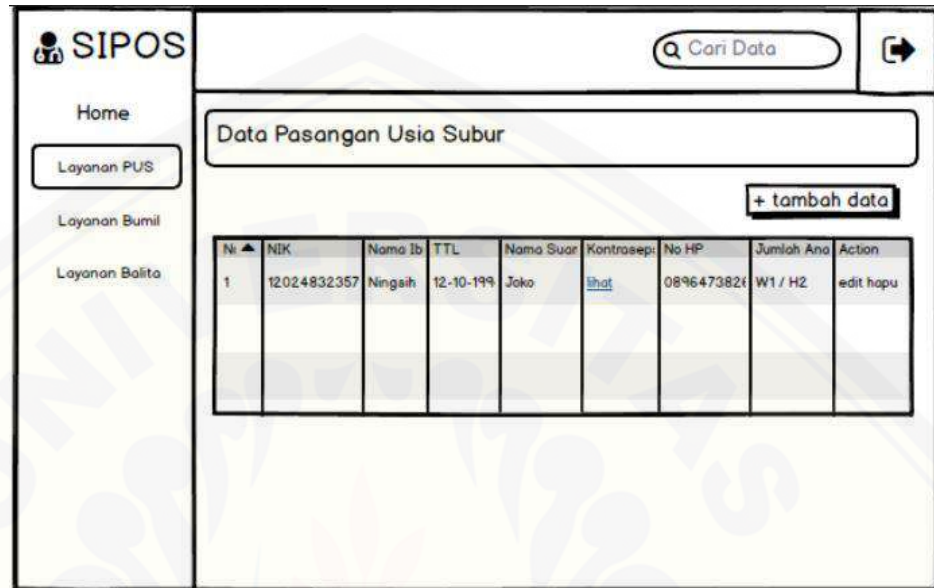 SIPOS
Cari Data
Home
Layanan PUS
Layanan Bumil
Layanan Balita
Data Pasangan Usia Subur
+ tambah data
NIK Nama Ib TTL Nama Suar Kontrasep No HP Jumlah Ana Action
1 12024832357 Ningsih 12-10-199 Joko lihat 089647382 W1 / H2 edit hapu
UNIVERSITAS